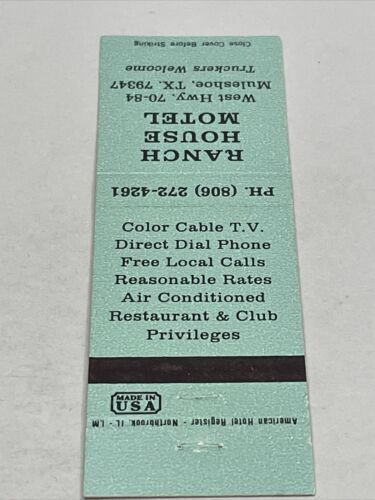 Close Cover Before Striking
Truckers Welcome
Muleshoe, TX. 79347
West Hwy. 70-84
MOTEL
HOUSE
RANCH
PH. (806) 272-4261
Color Cable T.V.
Direct Dial Phone
Free Local Calls
Reasonable Rates
Air Conditioned
Restaurant & Club
Privileges
MADE IN
USA
American Hotel Register - Northbrook, IL - LM